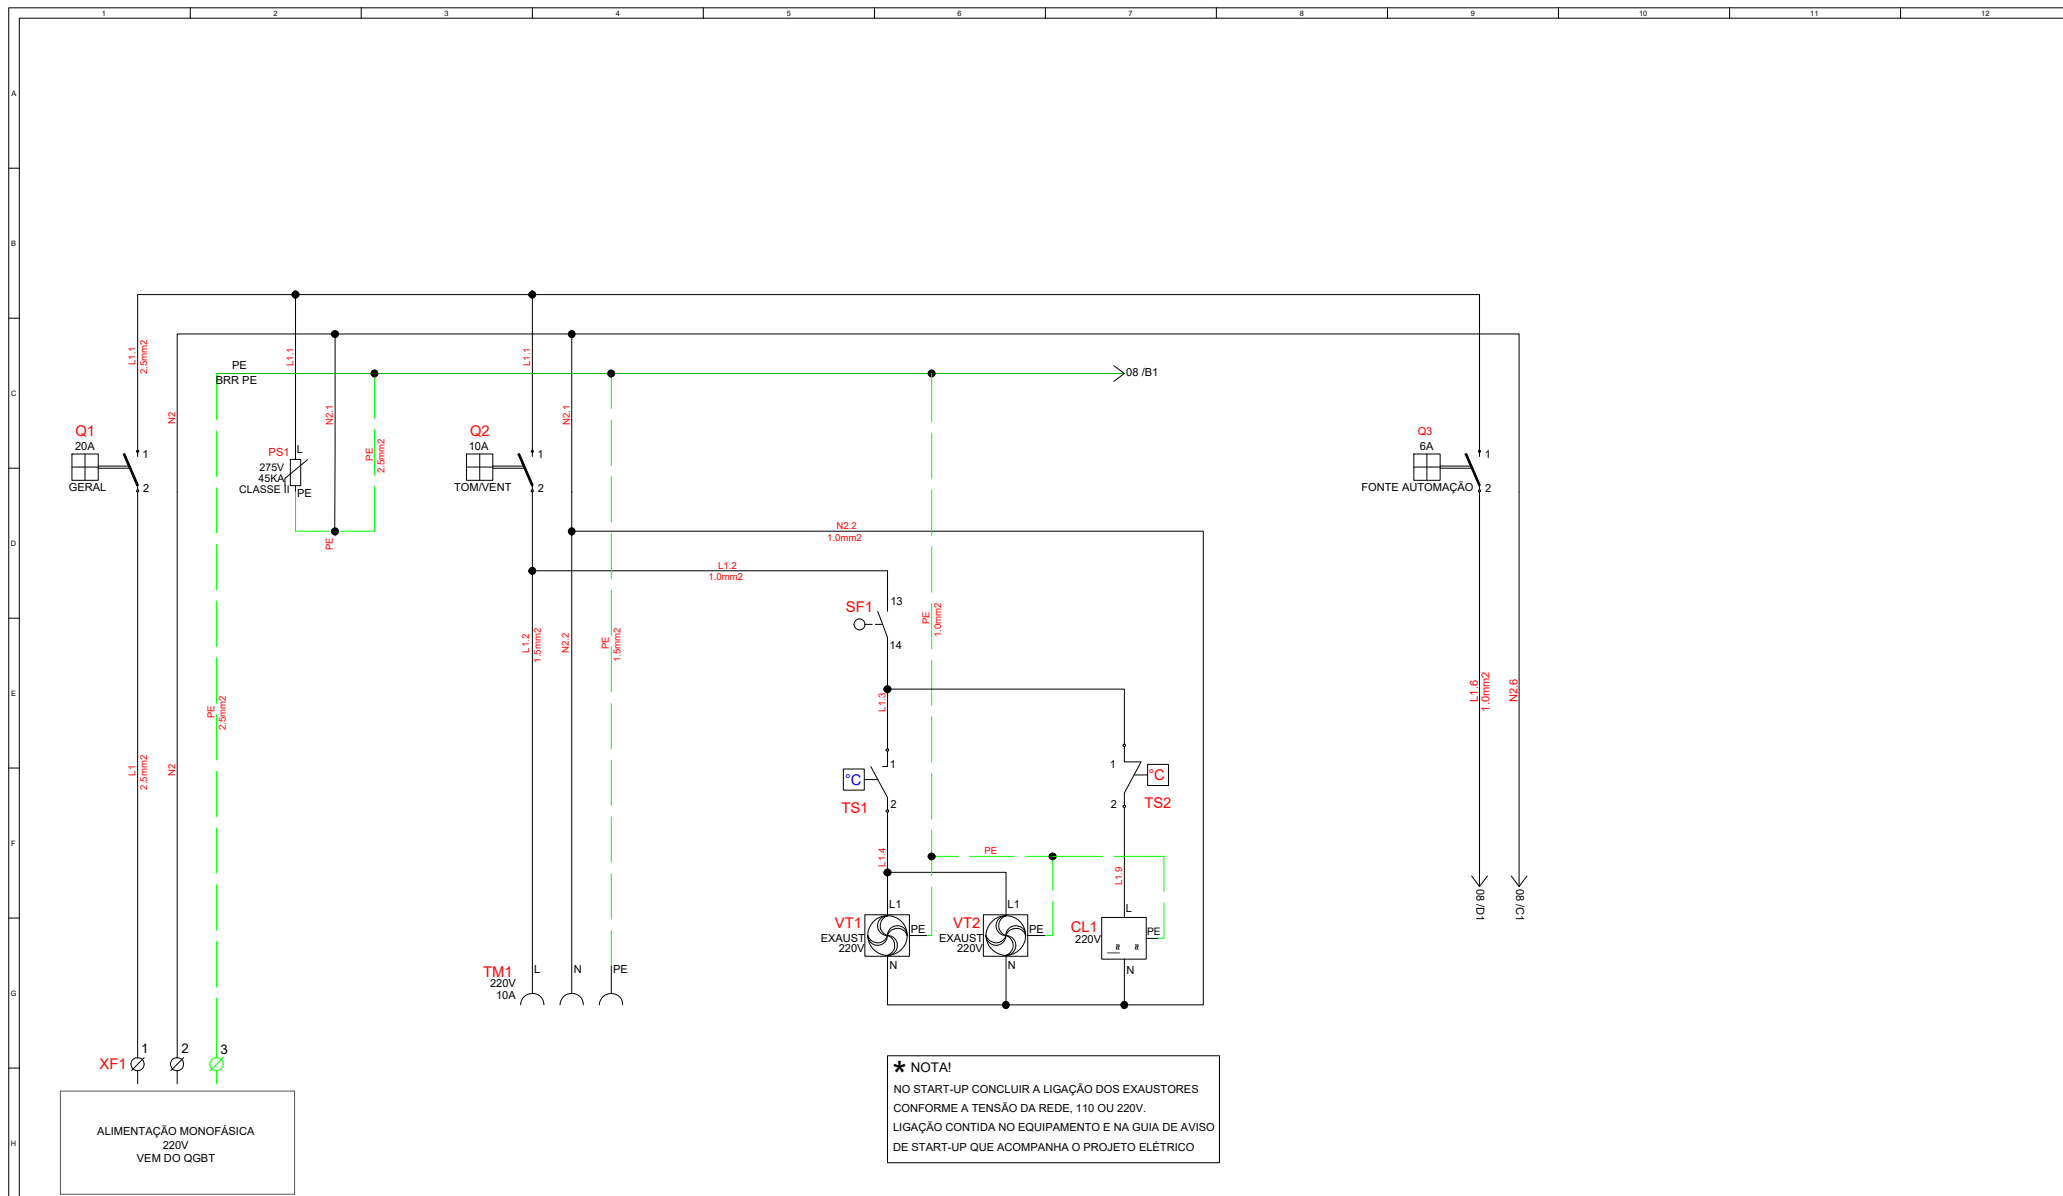 1 2 3 4 5 6 7 8 9 10 11 12
A
B
C
D
E
F
G
H
L1.1
2.5mm2
N2
PE
BRR PE
L1.1
N2.1
PE
2.5mm2
L1.1
N2.1
08 /B1
Q1
20A
GERAL
1
2
PS1
275V
45KA
CLASSE II
L
PE
PE
Q2
10A
TOM/VENT
1
2
Q3
6A
FONTE AUTOMAÇÃO
1
2
N2.2
1.0mm2
L1.2
1.0mm2
SF1
13
14
PE
1.0mm2
L1.2
1.5mm2
N2.2
PE
1.5mm2
L1
2.5mm2
N2
PE
2.5mm2
L1.3
°C
TS1
1
2
1
2
°C
TS2
L1.6
1.0mm2
N2.6
08 /D1
08 /C1
L1.4
PE
L1.9
VT1
EXAUST
220V
L1
PE
N
VT2
EXAUST
220V
L1
PE
N
CL1
220V
L
PE
N
TM1
220V
10A
L
N
PE
XF1
1
2
3
ALIMENTAÇÃO MONOFÁSICA
220V
VEM DO QGBT
* NOTA!
NO START-UP CONCLUIR A LIGAÇÃO DOS EXAUSTORES
CONFORME A TENSÃO DA REDE, 110 OU 220V.
LIGAÇÃO CONTIDA NO EQUIPAMENTO E NA GUIA DE AVISO
DE START-UP QUE ACOMPANHA O PROJETO ELÉTRICO